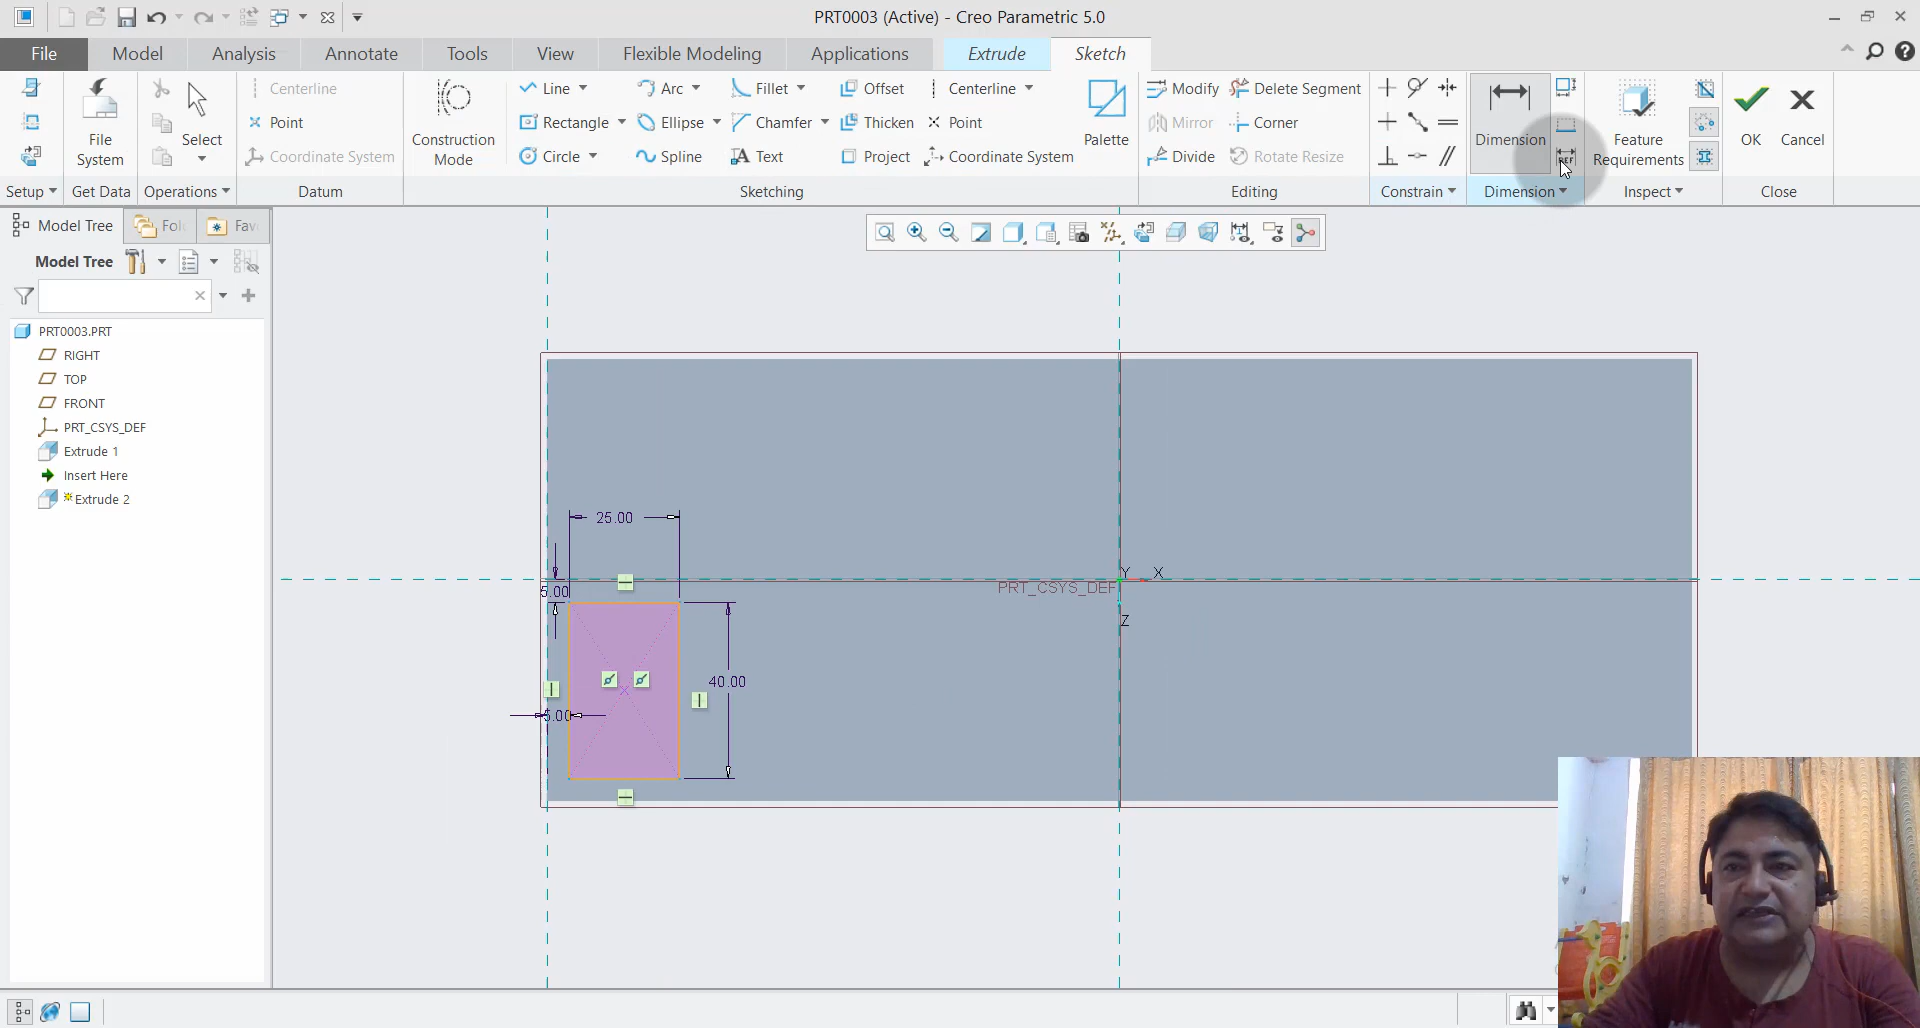 PRT0003 (Active) - Creo Parametric 5.0
File Model Analysis Annotate Tools View Flexible Modeling Applications Extrude Sketch
Centerline Line Arc Fillet Offset Centerline Modify Delete Segment
File System Select Point Construction Mode Rectangle Ellipse Chamfer Thicken Point Palette Mirror Corner Dimension Feature Requirements OK Cancel
Coordinate System Circle Spline Text Project Coordinate System Divide Rotate Resize REF
Setup Get Data Operations Datum Sketching Editing Constrain Dimension Inspect Close
Model Tree Fol Fav
Model Tree
PRT0003.PRT
RIGHT
TOP
FRONT
PRT_CSYS_DEF
Extrude 1
Insert Here
Extrude 2
25.00
5.00
Y X
PRT_CSYS_DEF
Z
40.00
5.00